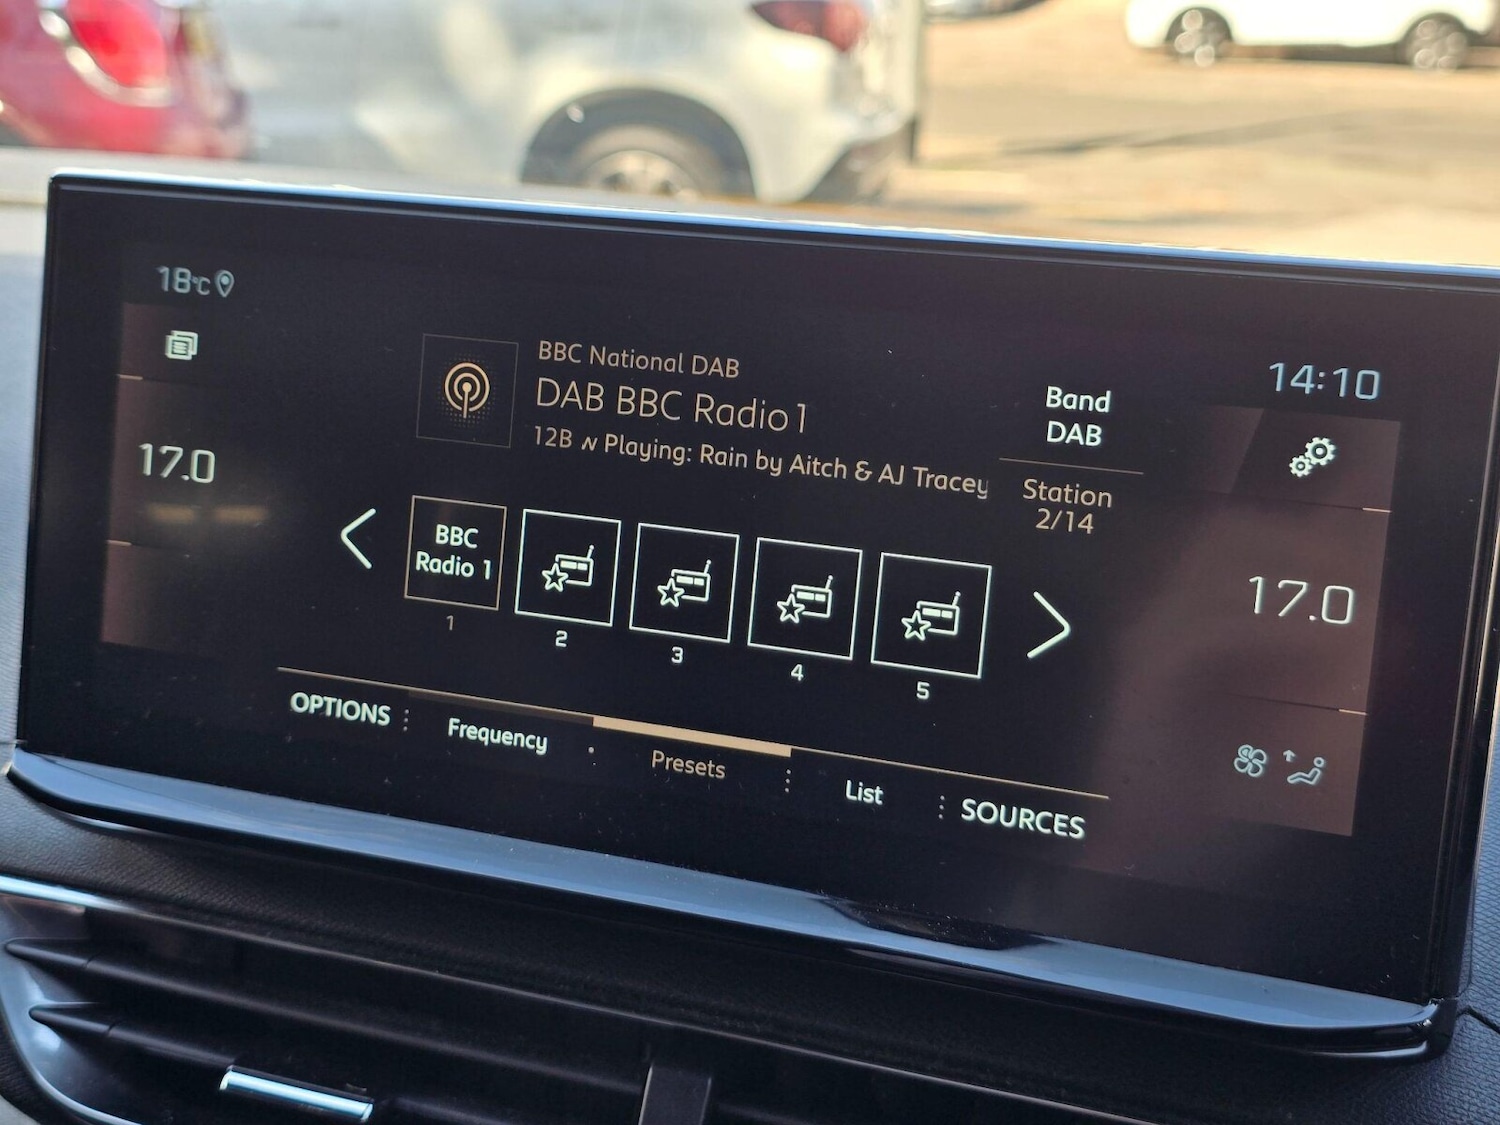 18°C
17.0
BBC National DAB
DAB BBC Radio 1
12B Playing: Rain by Aitch & AJ Tracey
Band
DAB
Station
2/14
14:10
17.0
BBC
Radio 1
1
2
3
4
5
OPTIONS
Frequency
Presets
List
SOURCES